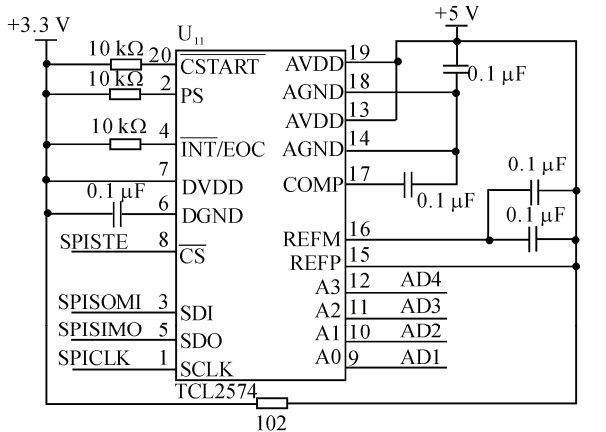 +3.3 V
U11
+5 V
10 kΩ 20 CSTART AVDD 19
0.1 μF
10 kΩ 2 PS AGND 18
AVDD 13
10 kΩ 4 INT/EOC AGND 14
7 DVDD COMP 17
0.1 μF
0.1 μF
0.1 μF 6 DGND
0.1 μF
SPISTE 8 CS REFM 16
REFP 15
A3 12 AD4
SPISOMI 3 SDI A2 11 AD3
SPISIMO 5 SDO A1 10 AD2
SPICLK 1 SCLK A0 9 AD1
TCL2574
102